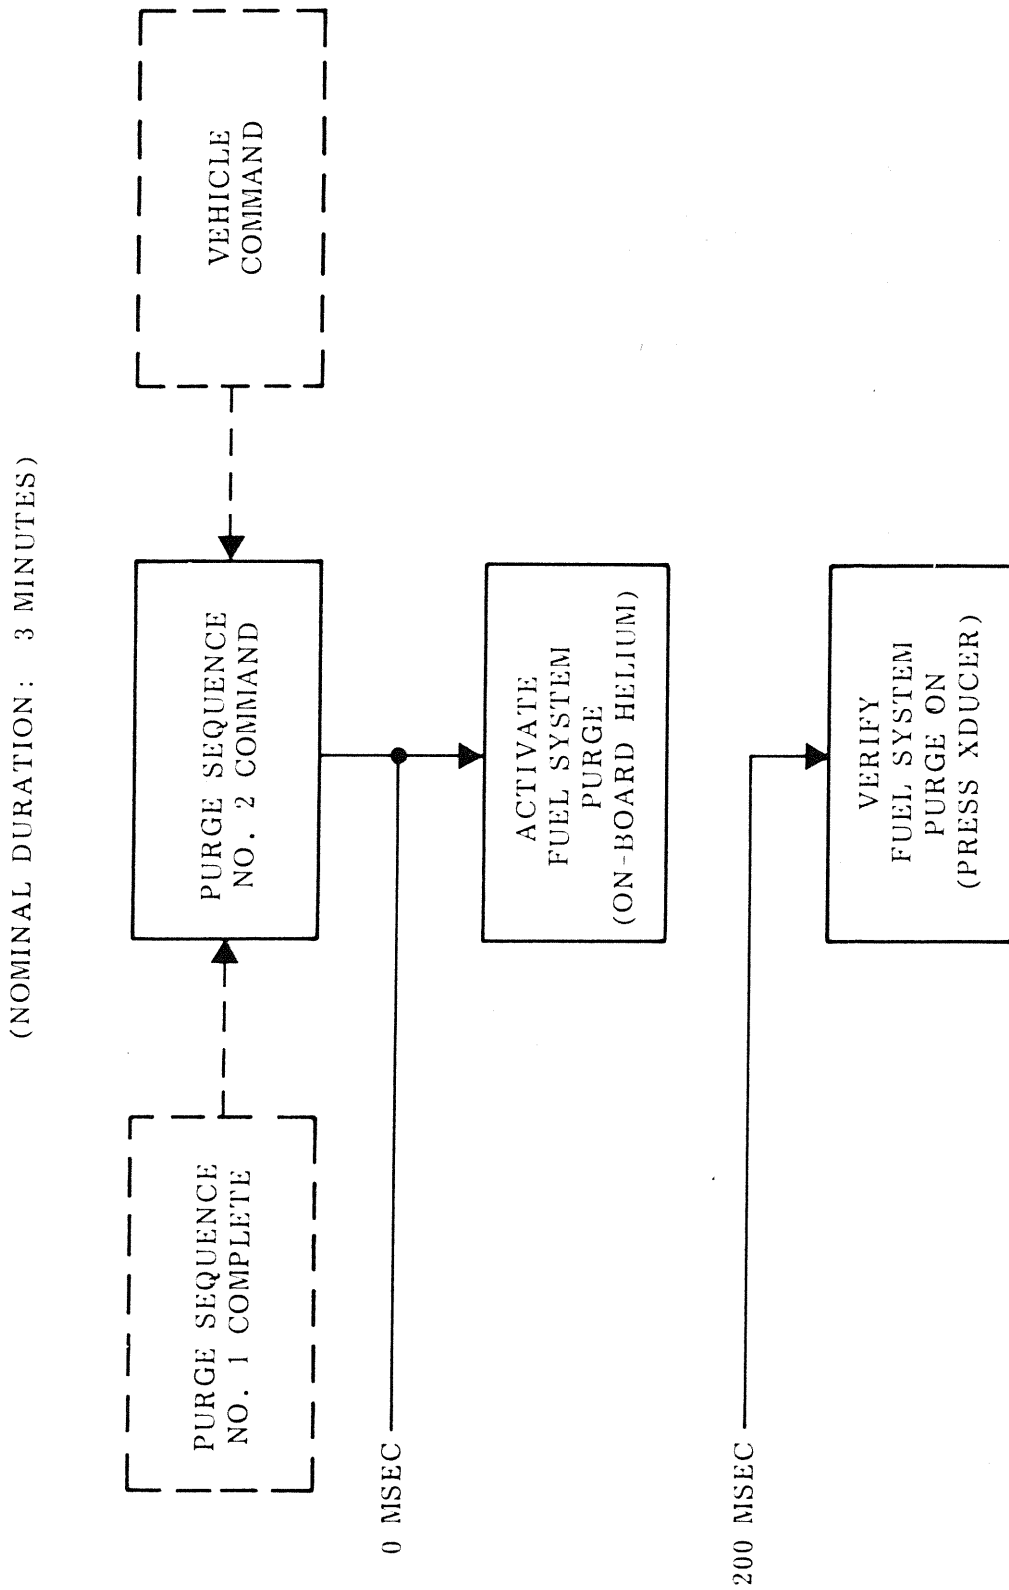 (NOMINAL DURATION: 3 MINUTES)
PURGE SEQUENCE
NO. 1 COMPLETE
PURGE SEQUENCE
NO. 2 COMMAND
VEHICLE
COMMAND
0 MSEC
ACTIVATE
FUEL SYSTEM
PURGE
(ON-BOARD HELIUM)
200 MSEC
VERIFY
FUEL SYSTEM
PURGE ON
(PRESS XDUCER)